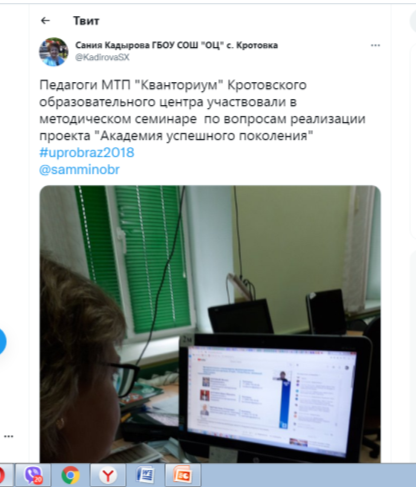 Твит
Сания Кадырова ГБОУ СОШ "ОЦ" с. Кротовка
@KadirovaSX
Педагоги МТП "Кванториум" Кротовского
образовательного центра участвовали в
методическом семинаре по вопросам реализации
проекта "Академия успешного поколения"
#uprobraz2018
@samminobr